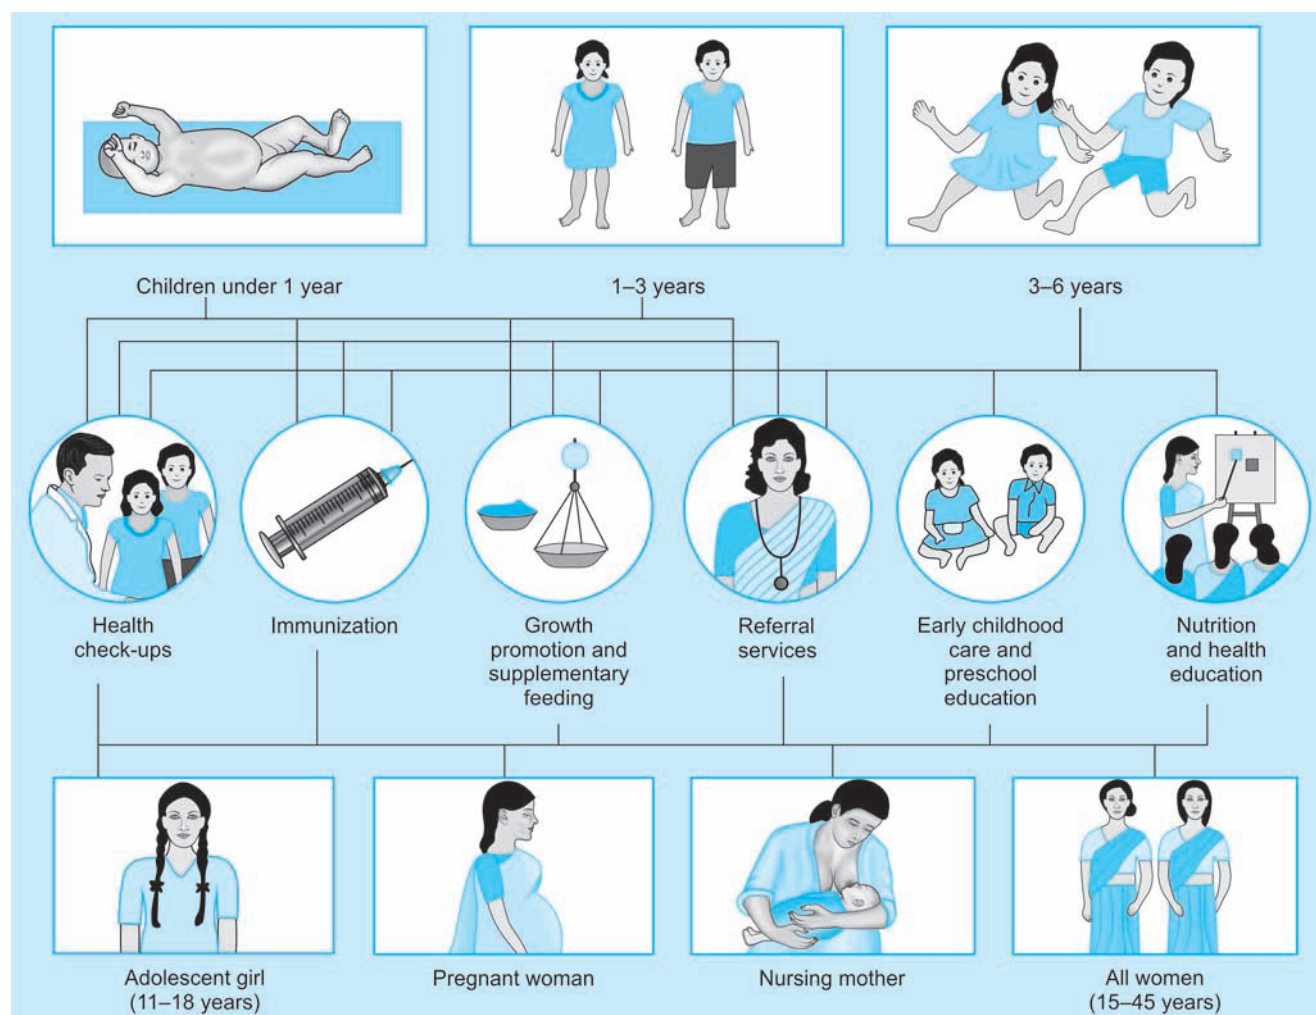 Children under 1 year
1–3 years
3–6 years
Health
check-ups
Immunization
Growth
promotion and
supplementary
feeding
Referral
services
Early childhood
care and
preschool
education
Nutrition
and health
education
Adolescent girl
(11–18 years)
Pregnant woman
Nursing mother
All women
(15–45 years)